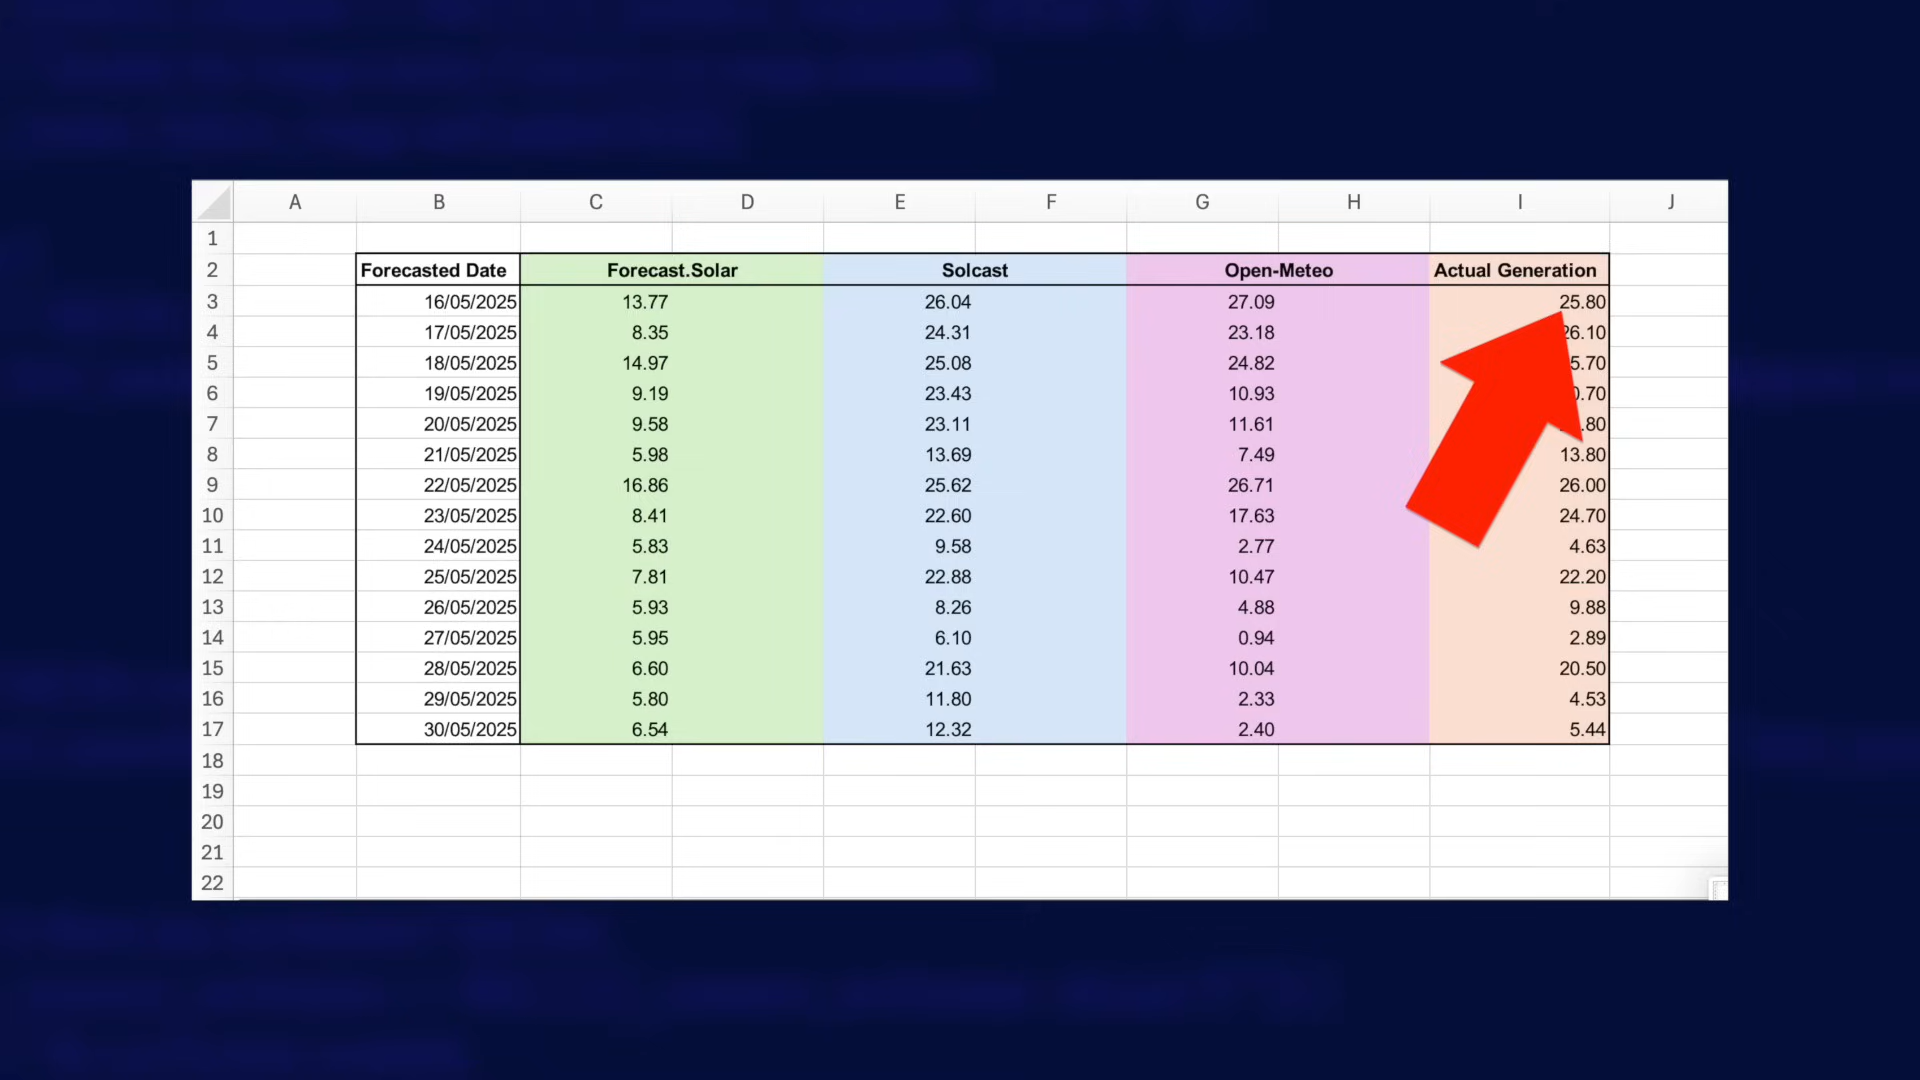 A B C D E F G H I J
1
2 Forecasted Date Forecast.Solar Solcast Open-Meteo Actual Generation
3 16/05/2025 13.77 26.04 27.09 25.80
4 17/05/2025 8.35 24.31 23.18
5 18/05/2025 14.97 25.08 24.82
6 19/05/2025 9.19 23.43 10.93
7 20/05/2025 9.58 23.11 11.61
8 21/05/2025 5.98 13.69 7.49 13.80
9 22/05/2025 16.86 25.62 26.71 26.00
10 23/05/2025 8.41 22.60 17.63 24.70
11 24/05/2025 5.83 9.58 2.77 4.63
12 25/05/2025 7.81 22.88 10.47 22.20
13 26/05/2025 5.93 8.26 4.88 9.88
14 27/05/2025 5.95 6.10 0.94 2.89
15 28/05/2025 6.60 21.63 10.04 20.50
16 29/05/2025 5.80 11.80 2.33 4.53
17 30/05/2025 6.54 12.32 2.40 5.44
18
19
20
21
22